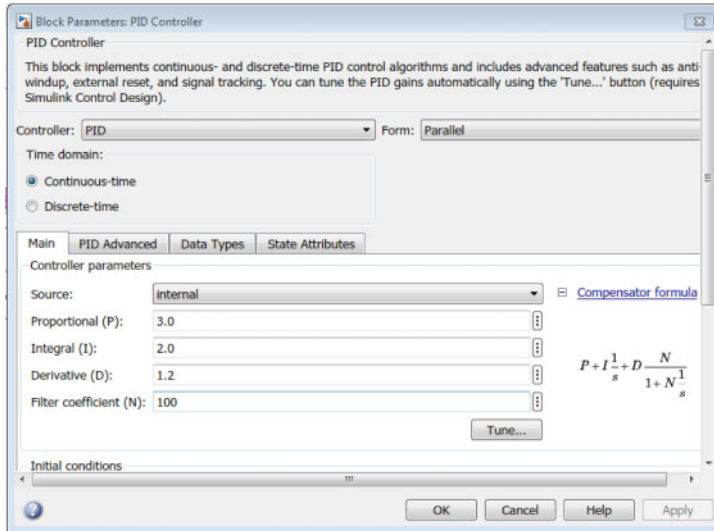 Block Parameters: PID Controller
PID Controller
This block implements continuous- and discrete-time PID control algorithms and includes advanced features such as anti-
windup, external reset, and signal tracking. You can tune the PID gains automatically using the 'Tune...' button (requires
Simulink Control Design).
Controller: PID Form: Parallel
Time domain:
Continuous-time
Discrete-time
Main PID Advanced Data Types State Attributes
Controller parameters
Source: internal Compensator formula
Proportional (P): 3.0
Integral (I): 2.0
Derivative (D): 1.2
Filter coefficient (N): 100
P+I 1/s +D N/(1+N 1/s)
Tune...
Initial conditions
OK Cancel Help Apply